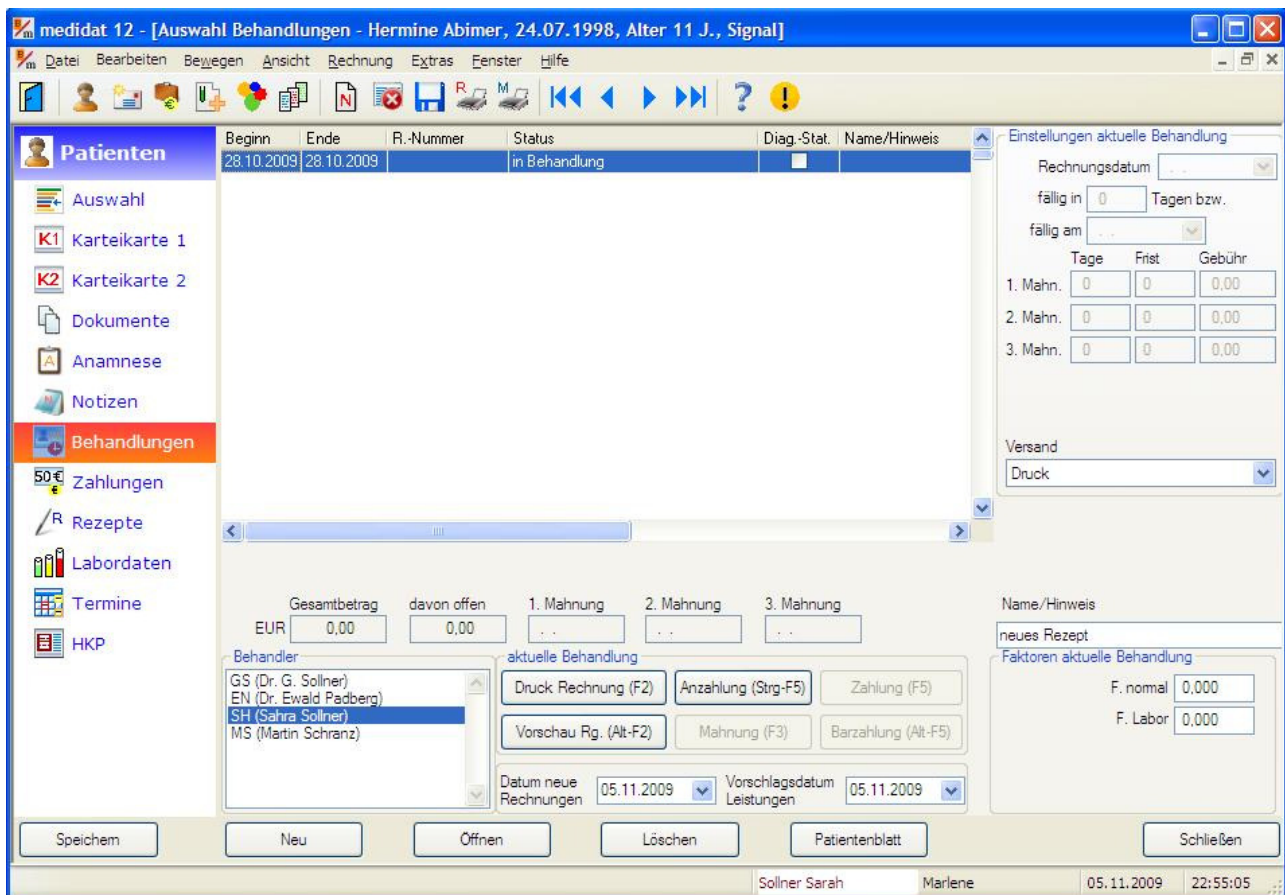 medidat 12 - [Auswahl Behandlungen - Hermine Abimer, 24.07.1998, Alter 11 J., Signal]
Datei Bearbeiten Bewegen Ansicht Rechnung Extras Fenster Hilfe
N R M ? !
Patienten
Auswahl
K1 Karteikarte 1
K2 Karteikarte 2
Dokumente
A Anamnese
Notizen
Behandlungen
50 € € Zahlungen
R Rezepte
Labordaten
Termine
HKP
Beginn Ende R.-Nummer Status Diag.-Stat. Name/Hinweis
28.10.2009 28.10.2009 in Behandlung
Einstellungen aktuelle Behandlung
Rechnungsdatum . .
fällig in 0 Tagen bzw.
fällig am . .
Tage Frist Gebühr
1. Mahn. 0 0 0,00
2. Mahn. 0 0 0,00
3. Mahn. 0 0 0,00
Versand
Druck
Gesamtbetrag davon offen 1. Mahnung 2. Mahnung 3. Mahnung
EUR 0,00 0,00 . . . . . .
Name/Hinweis
neues Rezept
Behandler
GS (Dr. G. Sollner)
EN (Dr. Ewald Padberg)
SH (Sahra Sollner)
MS (Martin Schranz)
aktuelle Behandlung
Druck Rechnung (F2) Anzahlung (Strg-F5) Zahlung (F5)
Vorschau Rg. (Alt-F2) Mahnung (F3) Barzahlung (Alt-F5)
Datum neue Rechnungen 05.11.2009 Vorschlagsdatum Leistungen 05.11.2009
Faktoren aktuelle Behandlung
F. normal 0,000
F. Labor 0,000
Speichern Neu Öffnen Löschen Patientenblatt Schließen
Sollner Sarah Marlene 05.11.2009 22:55:05